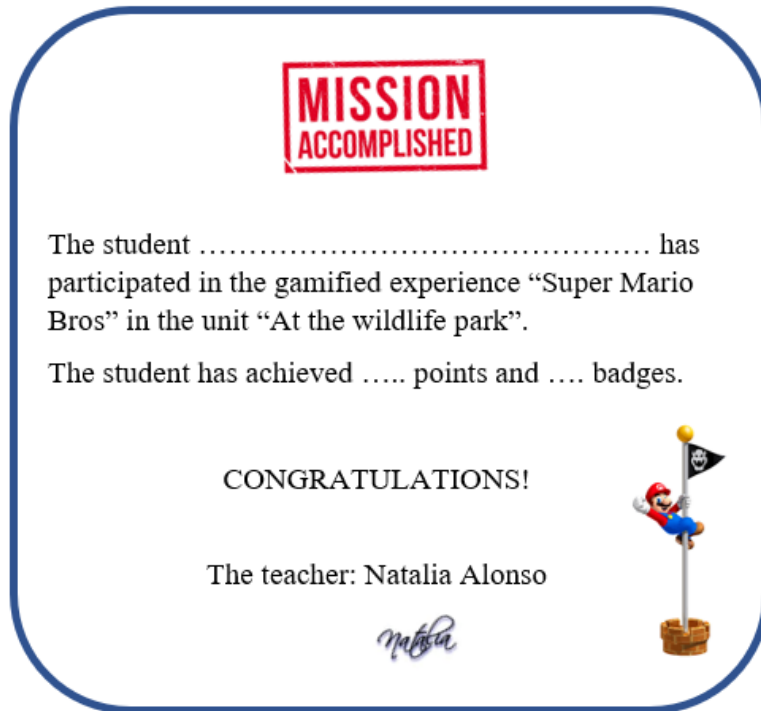 MISSION
ACCOMPLISHED
The student ………………………………………… has
participated in the gamified experience “Super Mario
Bros” in the unit “At the wildlife park”.
The student has achieved ….. points and …. badges.
CONGRATULATIONS!
The teacher: Natalia Alonso
Natalia